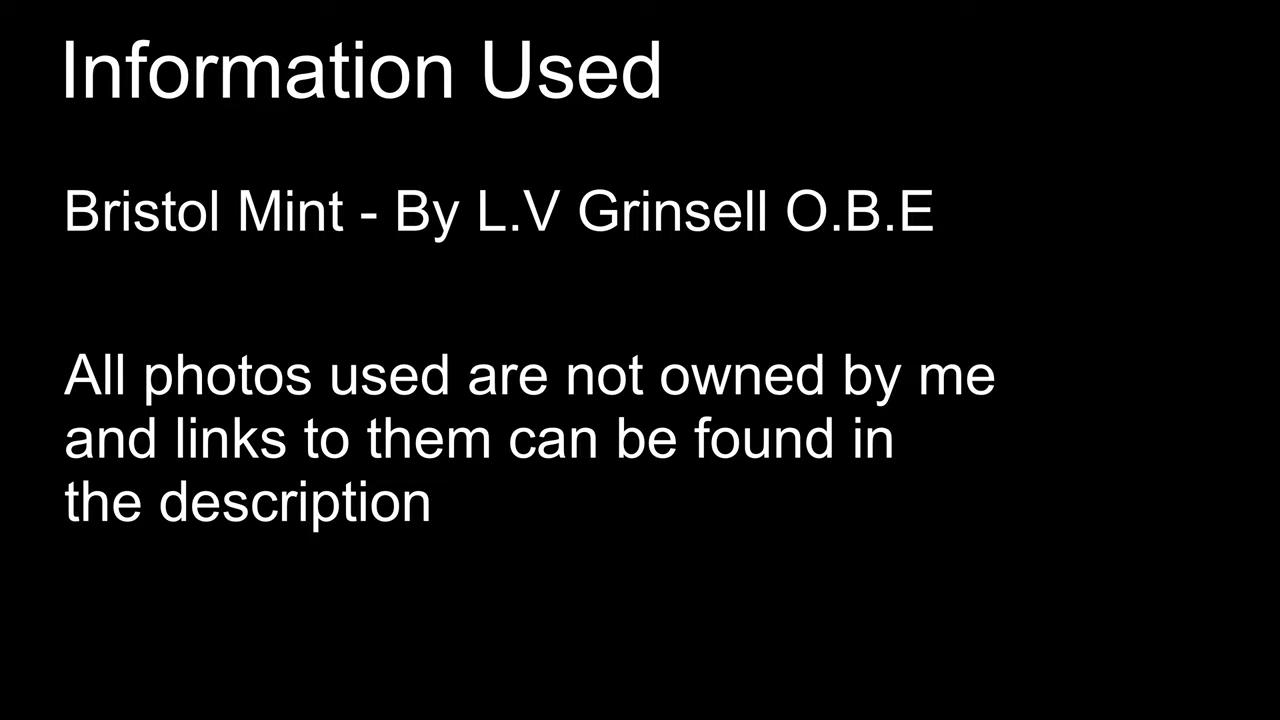 Information Used
Bristol Mint - By L.V Grinsell O.B.E
All photos used are not owned by me
and links to them can be found in
the description